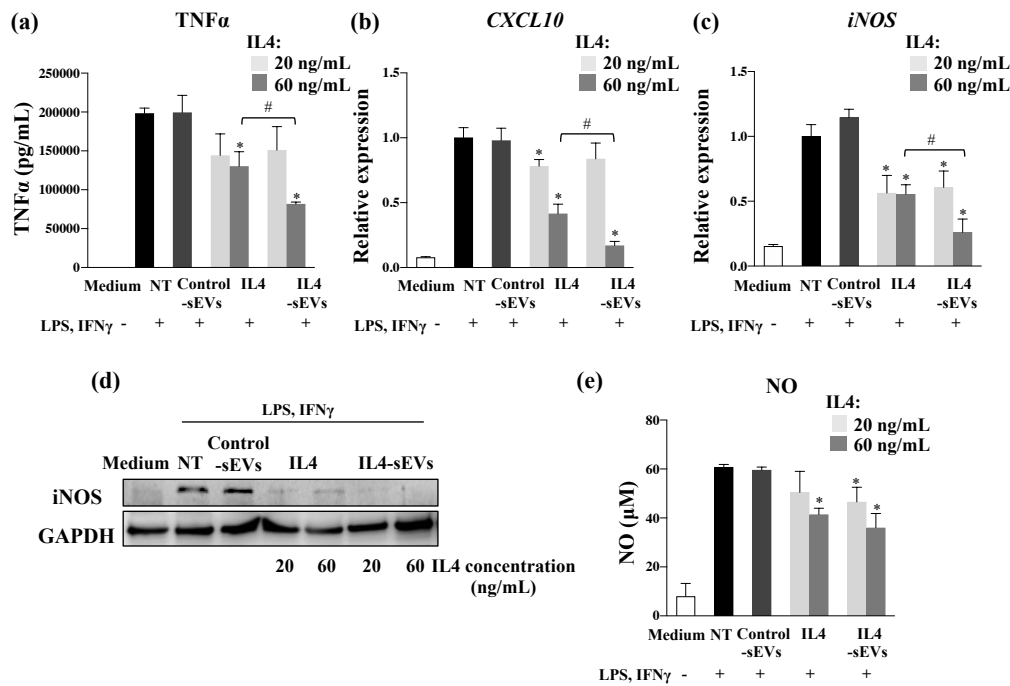 (a)
TNFα
IL4:
20 ng/mL
60 ng/mL
TNFα (pg/mL)
250000
200000
150000
100000
50000
0
*
#
*
Medium NT Control -sEVs IL4 IL4 -sEVs
LPS, IFNγ - + + + +
(b)
CXCL10
IL4:
20 ng/mL
60 ng/mL
Relative expression
1.5
1.0
0.5
0.0
*
*
#
*
Medium NT Control -sEVs IL4 IL4 -sEVs
LPS, IFNγ - + + + +
(c)
iNOS
IL4:
20 ng/mL
60 ng/mL
Relative expression
1.5
1.0
0.5
0.0
* *
#
*
*
Medium NT Control -sEVs IL4 IL4 -sEVs
LPS, IFNγ - + + + +
(d)
LPS, IFNγ
Medium NT Control -sEVs IL4 IL4-sEVs
iNOS
GAPDH
20 60 20 60 IL4 concentration
(ng/mL)
(e)
NO
IL4:
20 ng/mL
60 ng/mL
NO (μM)
80
60
40
20
0
*
*
*
Medium NT Control -sEVs IL4 IL4 -sEVs
LPS, IFNγ - + + + +